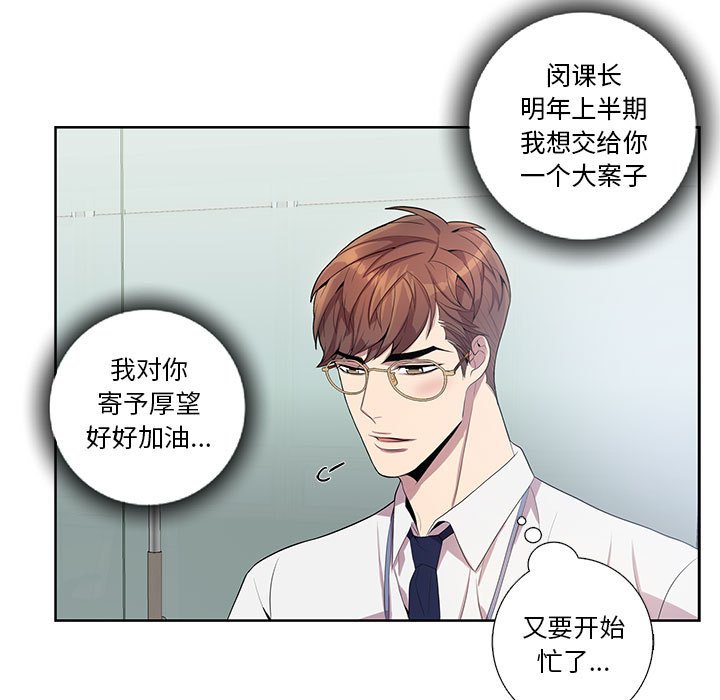 闵课长
明年上半期
我想交给你
一个大案子
我对你
寄予厚望
好好加油...
又要开始
忙了...